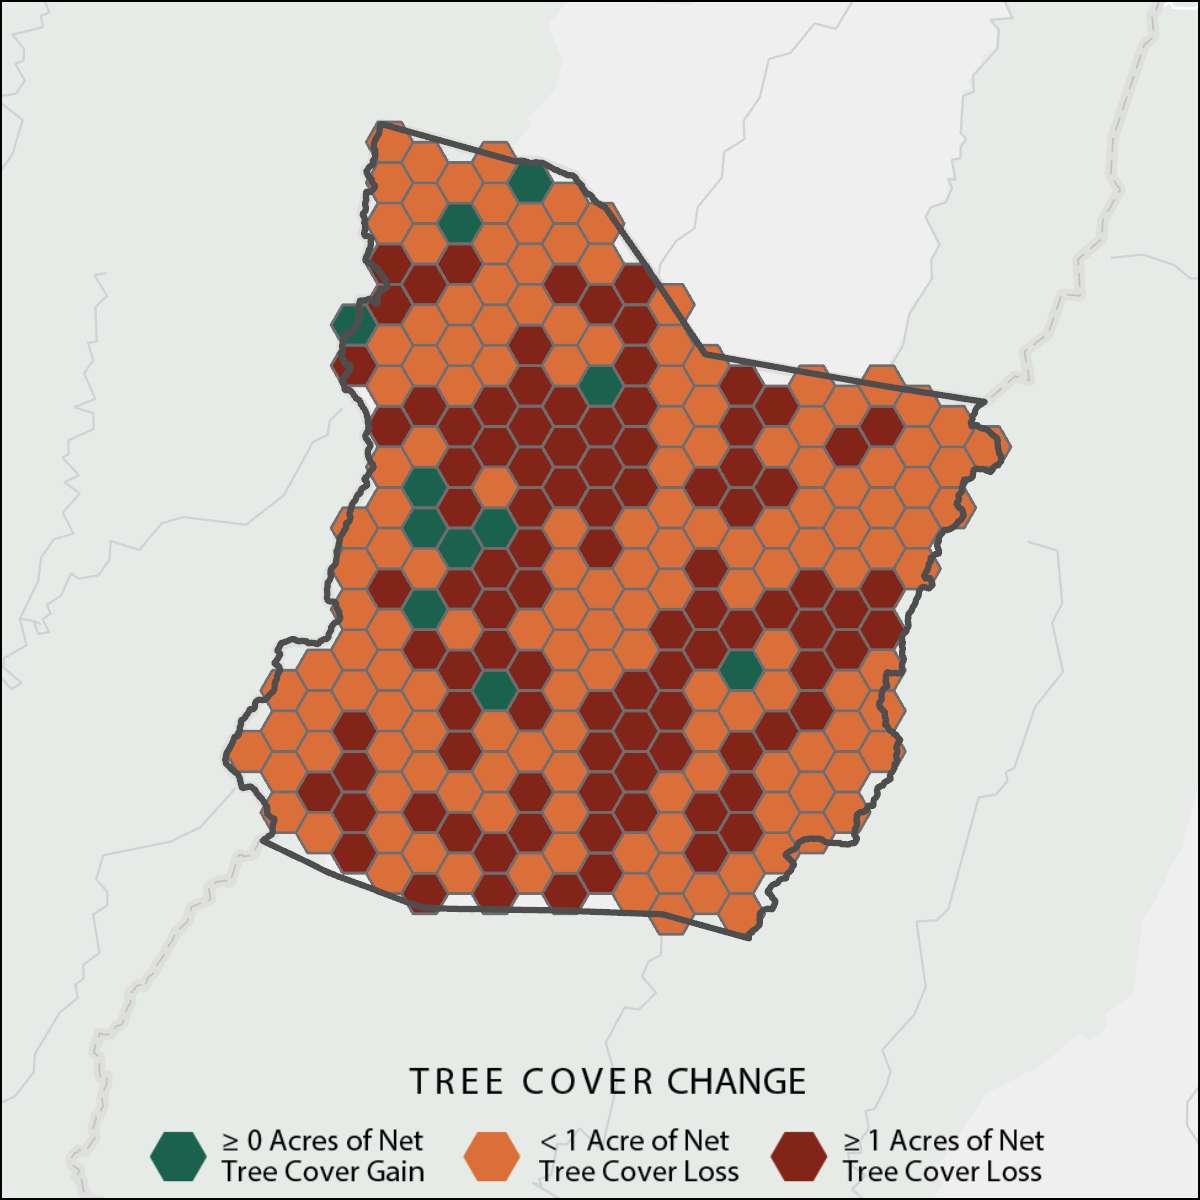 TREE COVER CHANGE
≥ 0 Acres of Net
Tree Cover Gain
< 1 Acre of Net
Tree Cover Loss
≥ 1 Acres of Net
Tree Cover Loss